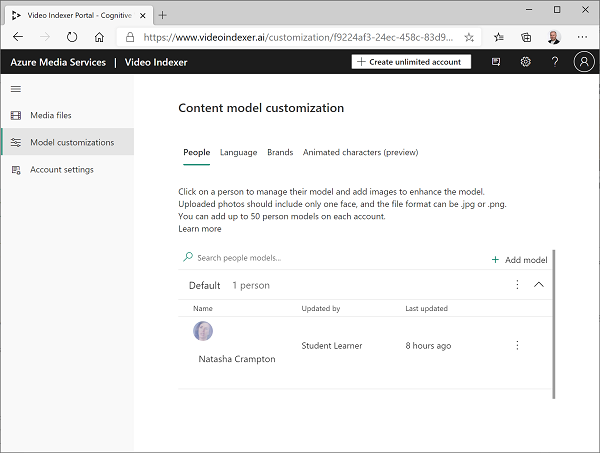 Video Indexer Portal - Cognitive
https://www.videoindexer.ai/customization/f9224af3-24ec-458c-83d9...
Azure Media Services | Video Indexer
+ Create unlimited account
?
Content model customization
Media files
Model customizations
Account settings
People Language Brands Animated characters (preview)
Click on a person to manage their model and add images to enhance the model.
Uploaded photos should include only one face, and the file format can be .jpg or .png.
You can add up to 50 person models on each account.
Learn more
Search people models...
+ Add model
Default 1 person
Name Updated by Last updated
Student Learner 8 hours ago
Natasha Crampton